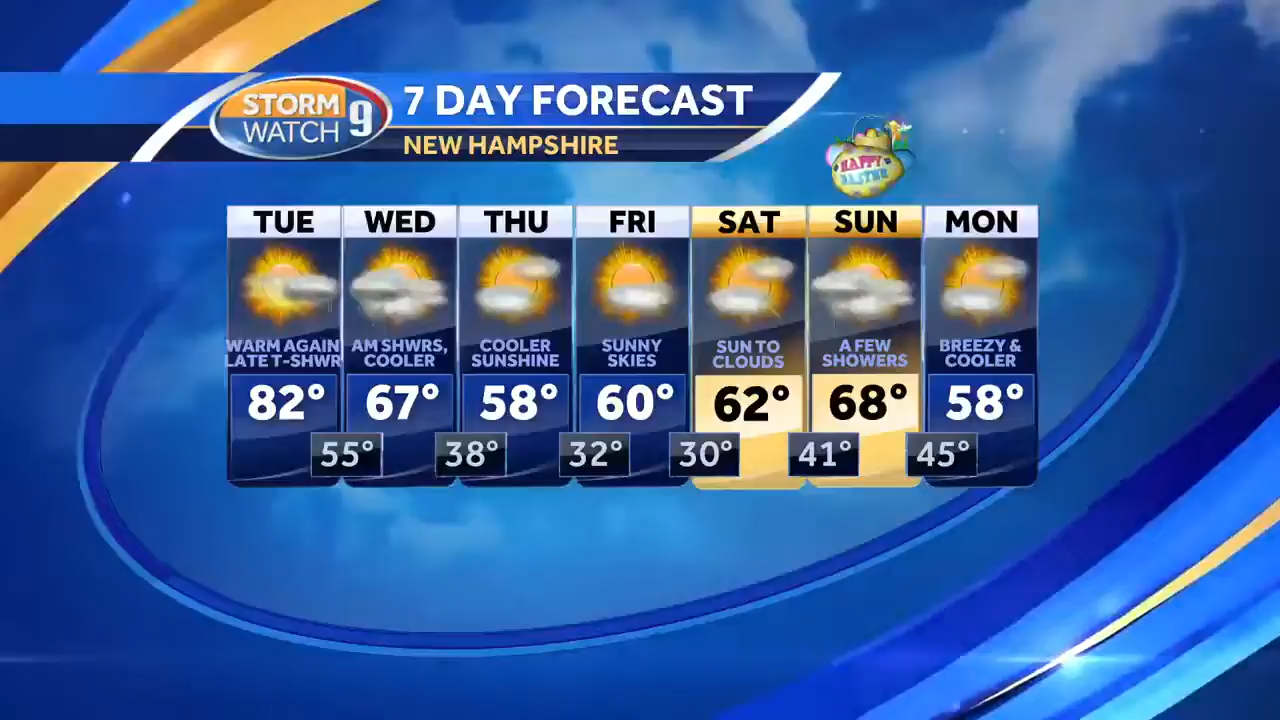 STORM
WATCH 9
7 DAY FORECAST
NEW HAMPSHIRE
HAPPY
EASTER
TUE WED THU FRI SAT SUN MON
WARM AGAIN
LATE T-SHWR
AM SHWRS,
COOLER
COOLER
SUNSHINE
SUNNY
SKIES
SUN TO
CLOUDS
A FEW
SHOWERS
BREEZY &
COOLER
82° 67° 58° 60° 62° 68° 58°
55° 38° 32° 30° 41° 45°